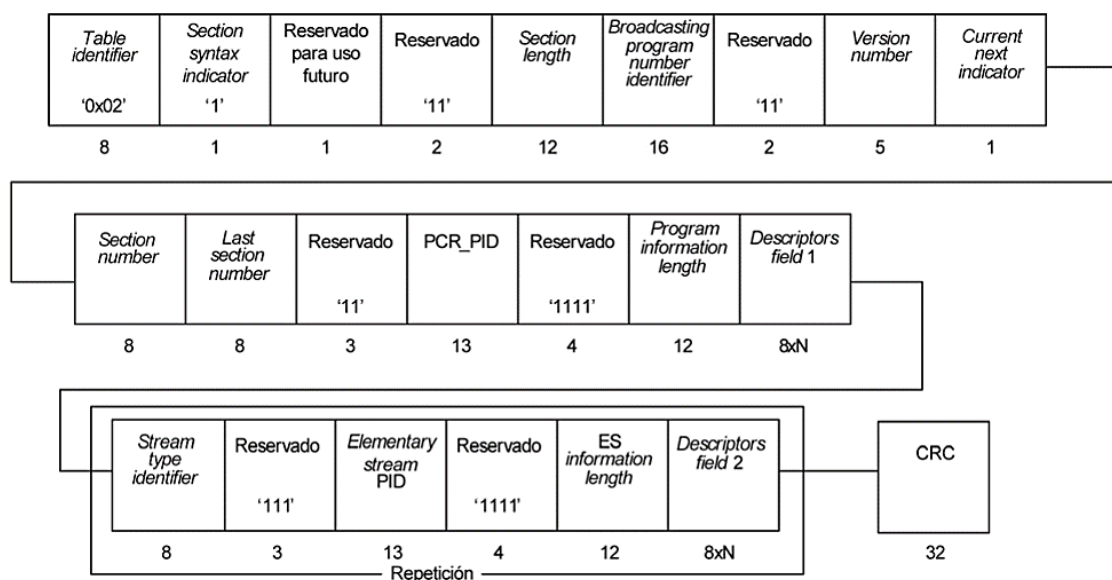 Table identifier '0x02'
Section syntax indicator '1'
Reservado para uso futuro
Reservado '11'
Section length
Broadcasting program number identifier
Reservado '11'
Version number
Current next indicator
8 1 1 2 12 16 2 5 1
Section number
Last section number
Reservado '11'
PCR_PID
Reservado '1111'
Program information length
Descriptors field 1
8 8 3 13 4 12 8xN
Stream type identifier
Reservado '111'
Elementary stream PID
Reservado '1111'
ES information length
Descriptors field 2
CRC
8 3 13 4 12 8xN 32
Repetición